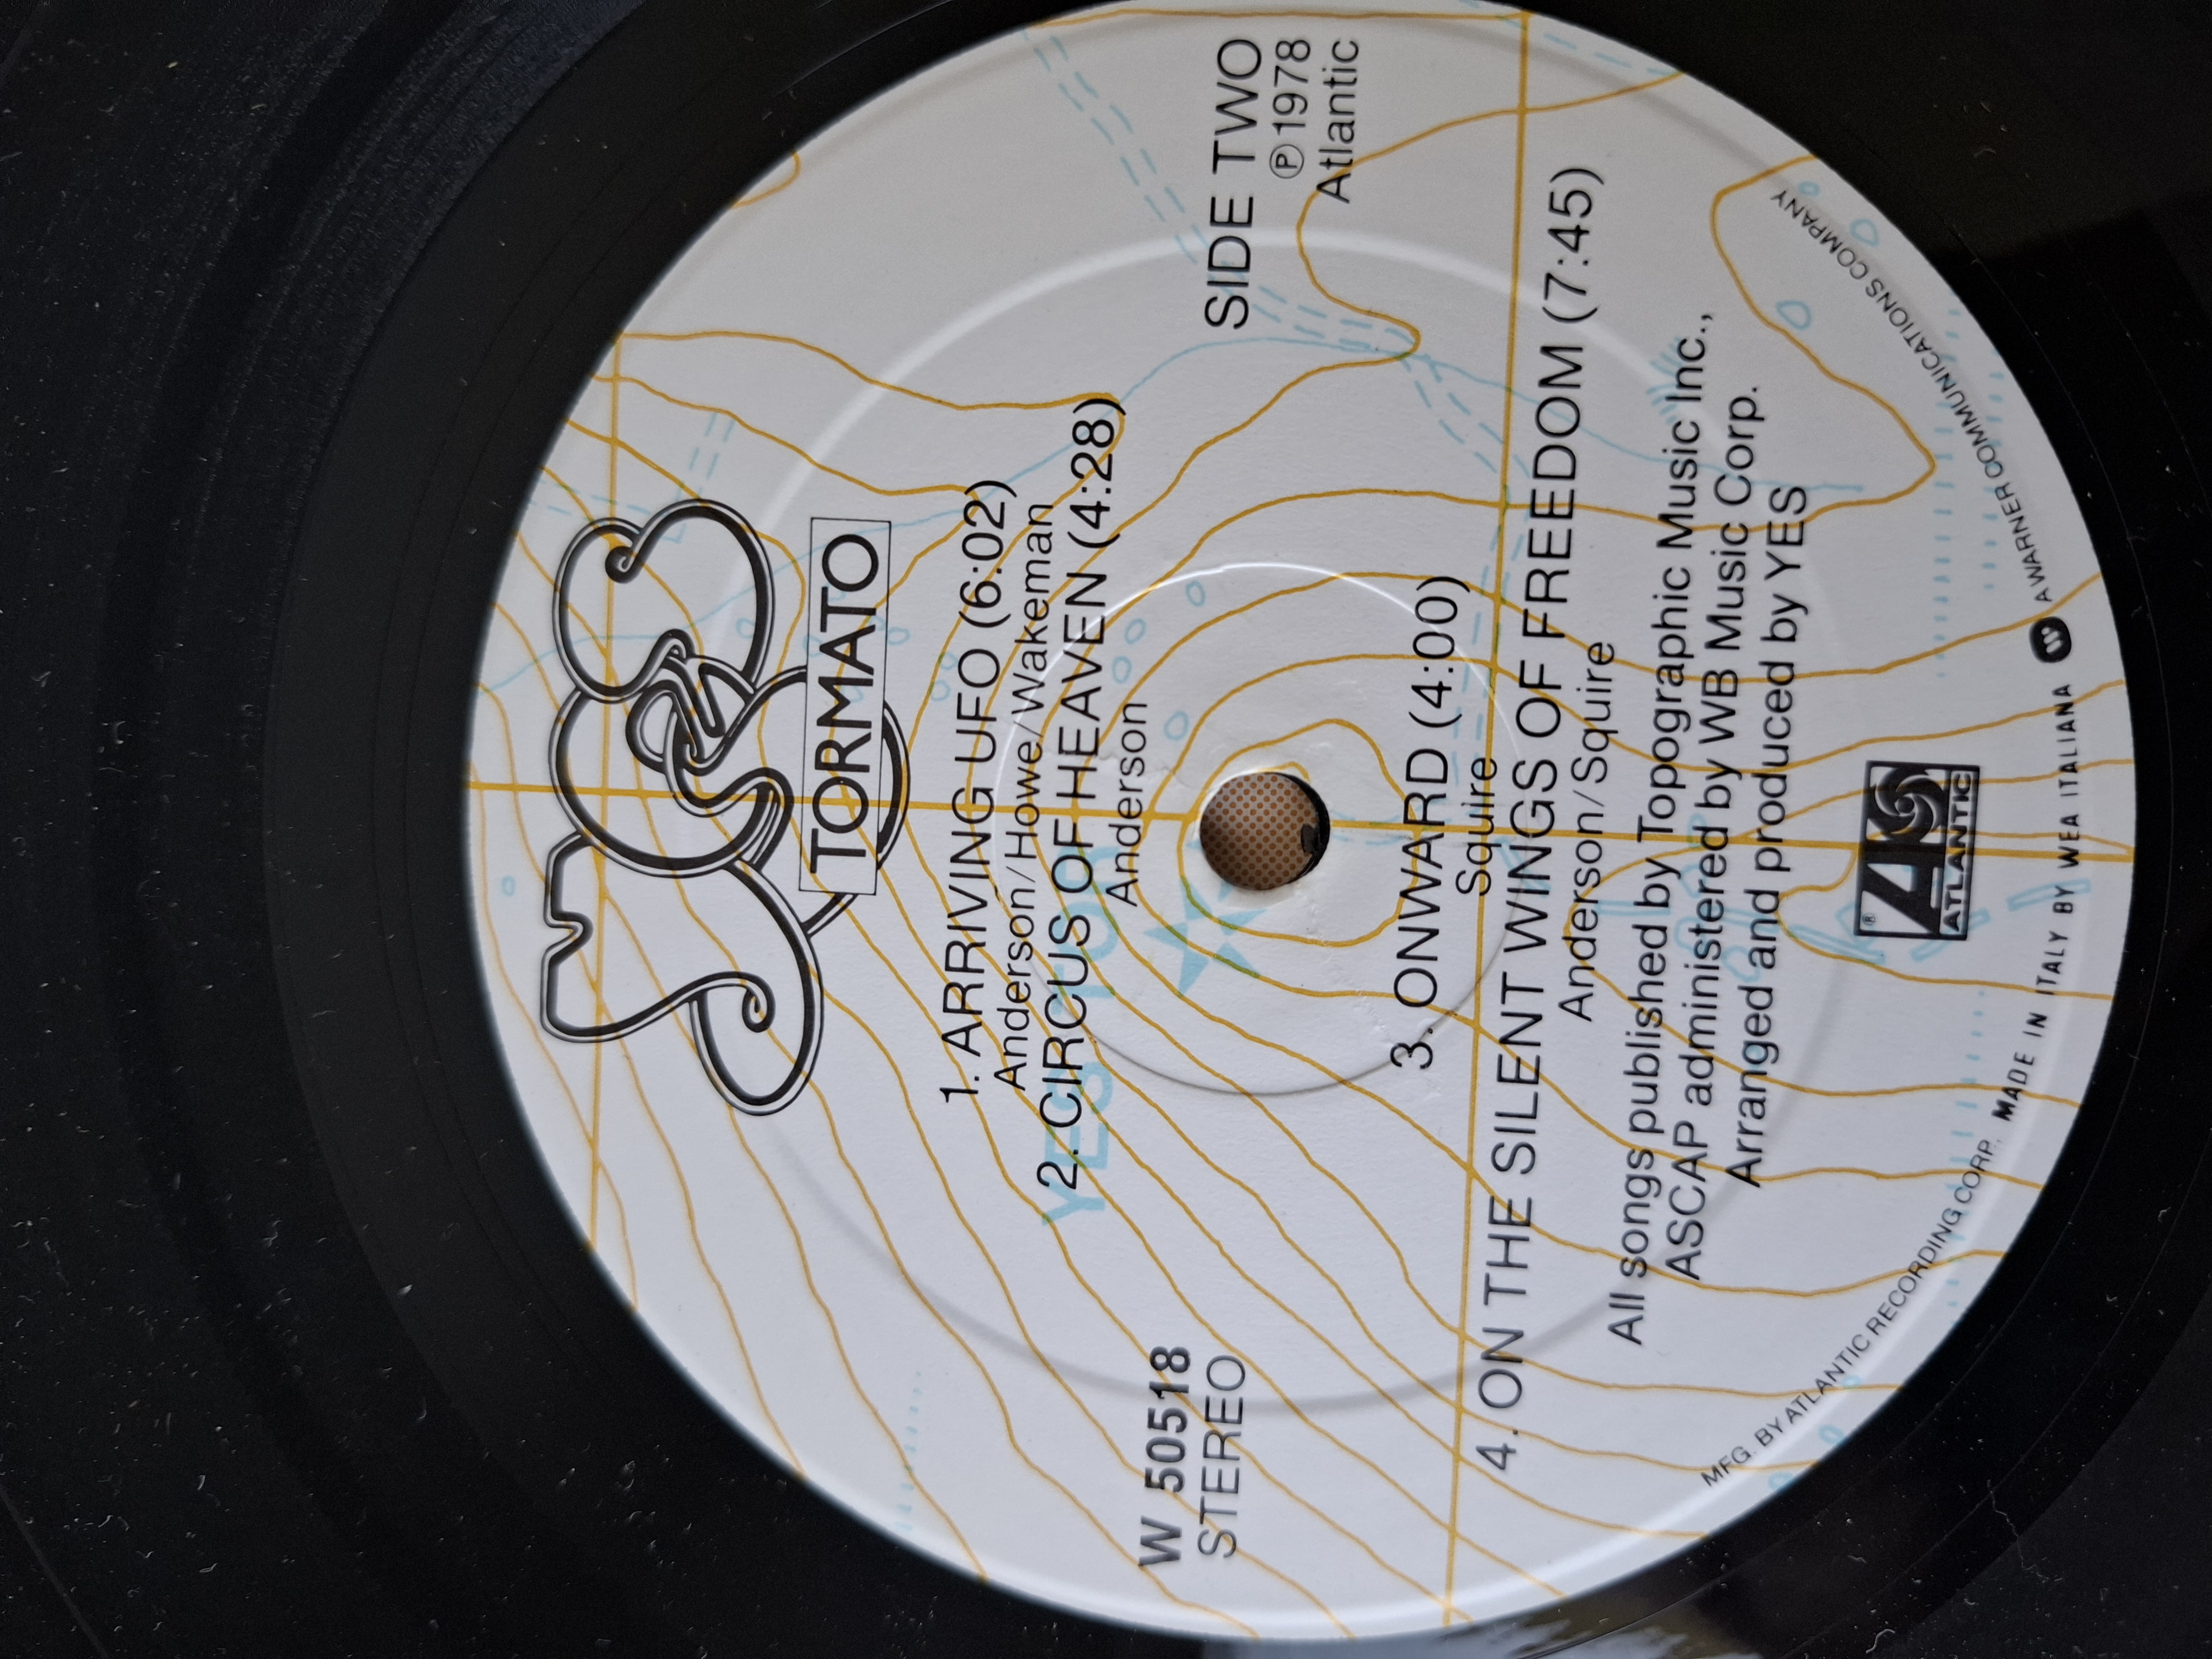 YES
TORMATO
SIDE TWO
℗ 1978
Atlantic
W 50518
STEREO
1. ARRIVING UFO (6:02)
Anderson/Howe/Wakeman
2. CIRCUS OF HEAVEN (4:28)
Anderson
YES TOR
3. ONWARD (4:00)
Squire
4. ON THE SILENT WINGS OF FREEDOM (7:45)
Anderson/Squire
All songs published by Topographic Music Inc.,
ASCAP administered by WB Music Corp.
Arranged and produced by YES
® ATLANTIC
MFG. BY ATLANTIC RECORDING CORP. MADE IN ITALY BY WEA ITALIANA A WARNER COMMUNICATIONS COMPANY